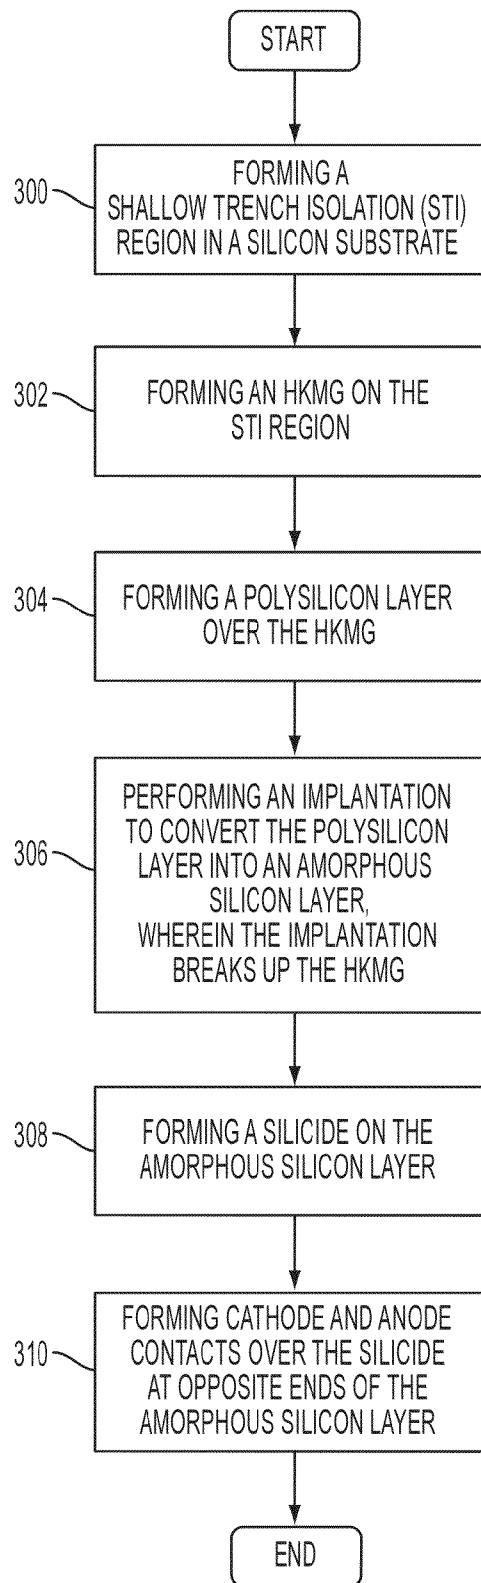 START
300
FORMING A
SHALLOW TRENCH ISOLATION (STI)
REGION IN A SILICON SUBSTRATE
302
FORMING AN HKMG ON THE
STI REGION
304
FORMING A POLYSILICON LAYER
OVER THE HKMG
306
PERFORMING AN IMPLANTATION
TO CONVERT THE POLYSILICON
LAYER INTO AN AMORPHOUS
SILICON LAYER,
WHEREIN THE IMPLANTATION
BREAKS UP THE HKMG
308
FORMING A SILICIDE ON THE
AMORPHOUS SILICON LAYER
310
FORMING CATHODE AND ANODE
CONTACTS OVER THE SILICIDE
AT OPPOSITE ENDS OF THE
AMORPHOUS SILICON LAYER
END